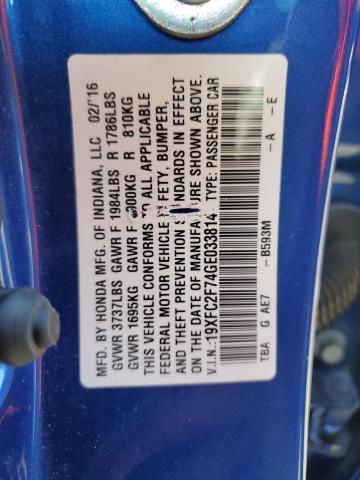 MFD. BY HONDA MFG. OF INDIANA, LLC 02/'16
GVWR 3737LBS GAWR F 1984LBS R 1786LBS
GVWR 1695KG GAWR F 900KG R 810KG
THIS VEHICLE CONFORMS TO ALL APPLICABLE
FEDERAL MOTOR VEHICLE SAFETY, BUMPER,
AND THEFT PREVENTION STANDARDS IN EFFECT
ON THE DATE OF MANUFACTURE SHOWN ABOVE.
V.I.N.: 19XFC2F74GE033814 TYPE: PASSENGER CAR
TBA G AE7 -B593M -A -E